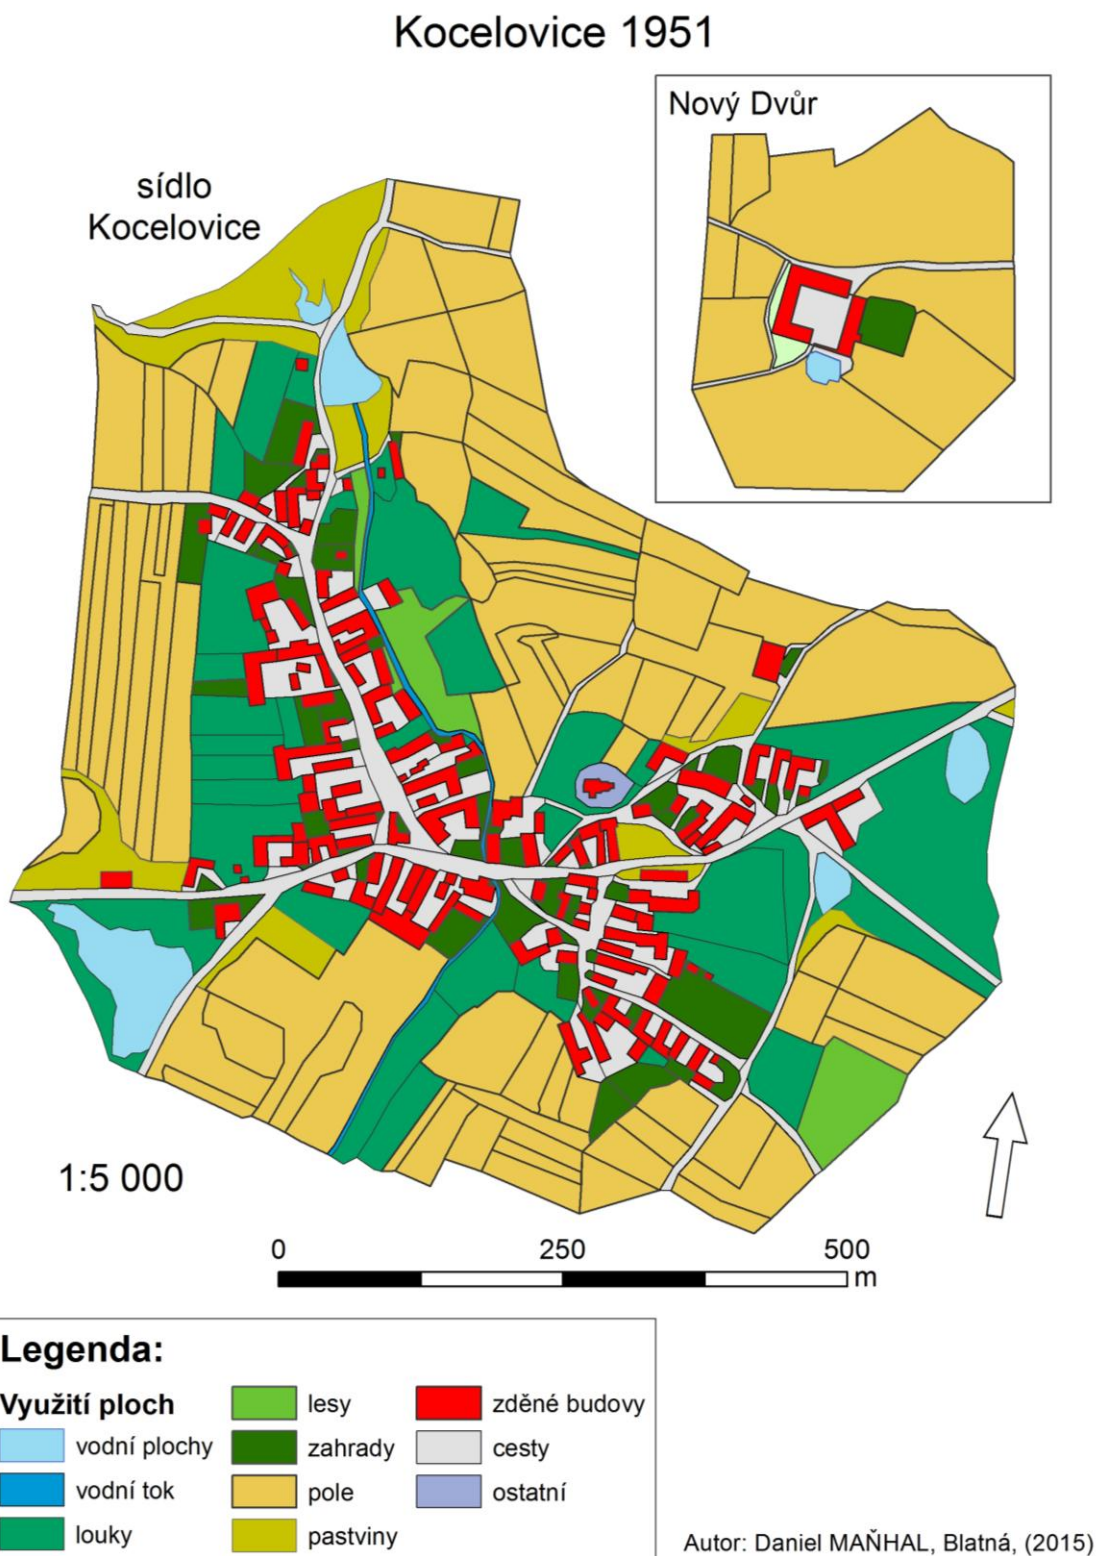 Kocelovice 1951
Nový Dvůr
sídlo
Kocelovice
1:5 000
0 250 500
m
Legenda:
Využití ploch
vodní plochy
vodní tok
louky
lesy
zahrady
pole
pastviny
zděné budovy
cesty
ostatní
Autor: Daniel MAŇHAL, Blatná, (2015)